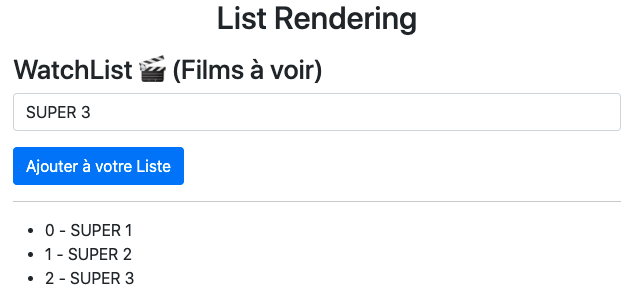 List Rendering
WatchList 🎬 (Films à voir)
SUPER 3
Ajouter à votre Liste
0 - SUPER 1
1 - SUPER 2
2 - SUPER 3